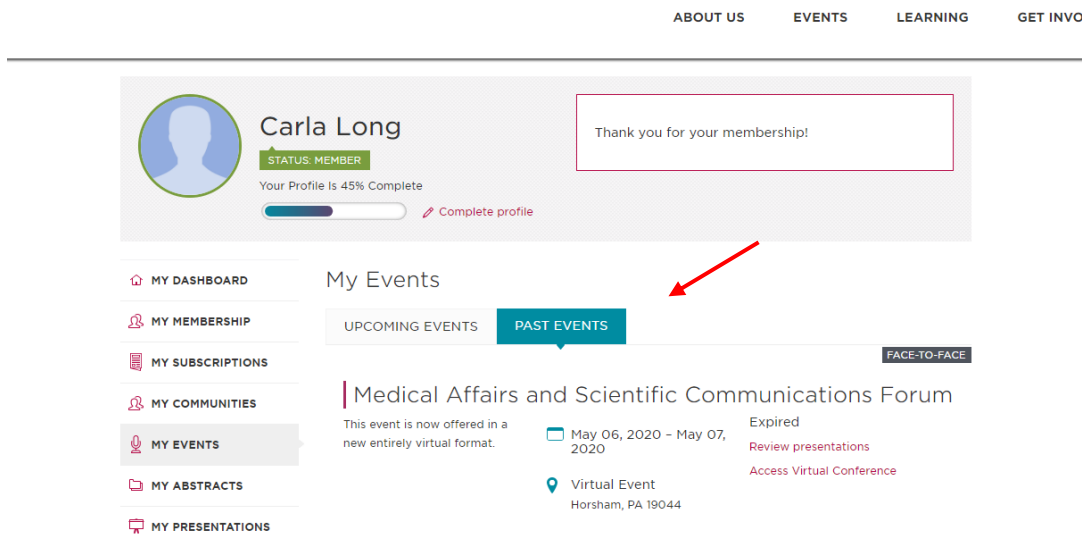 ABOUT US EVENTS LEARNING GET INVO
Carla Long
STATUS: MEMBER
Your Profile Is 45% Complete
Complete profile
Thank you for your membership!
MY DASHBOARD
MY MEMBERSHIP
MY SUBSCRIPTIONS
MY COMMUNITIES
MY EVENTS
MY ABSTRACTS
MY PRESENTATIONS
My Events
UPCOMING EVENTS PAST EVENTS
FACE-TO-FACE
Medical Affairs and Scientific Communications Forum
This event is now offered in a
new entirely virtual format.
May 06, 2020 – May 07,
2020
Virtual Event
Horsham, PA 19044
Expired
Review presentations
Access Virtual Conference